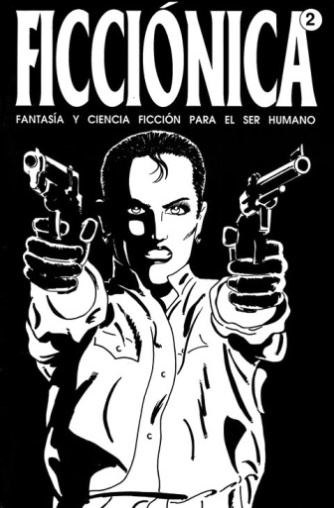 FICCIÓNICA
2
FANTASÍA Y CIENCIA FICCIÓN PARA EL SER HUMANO